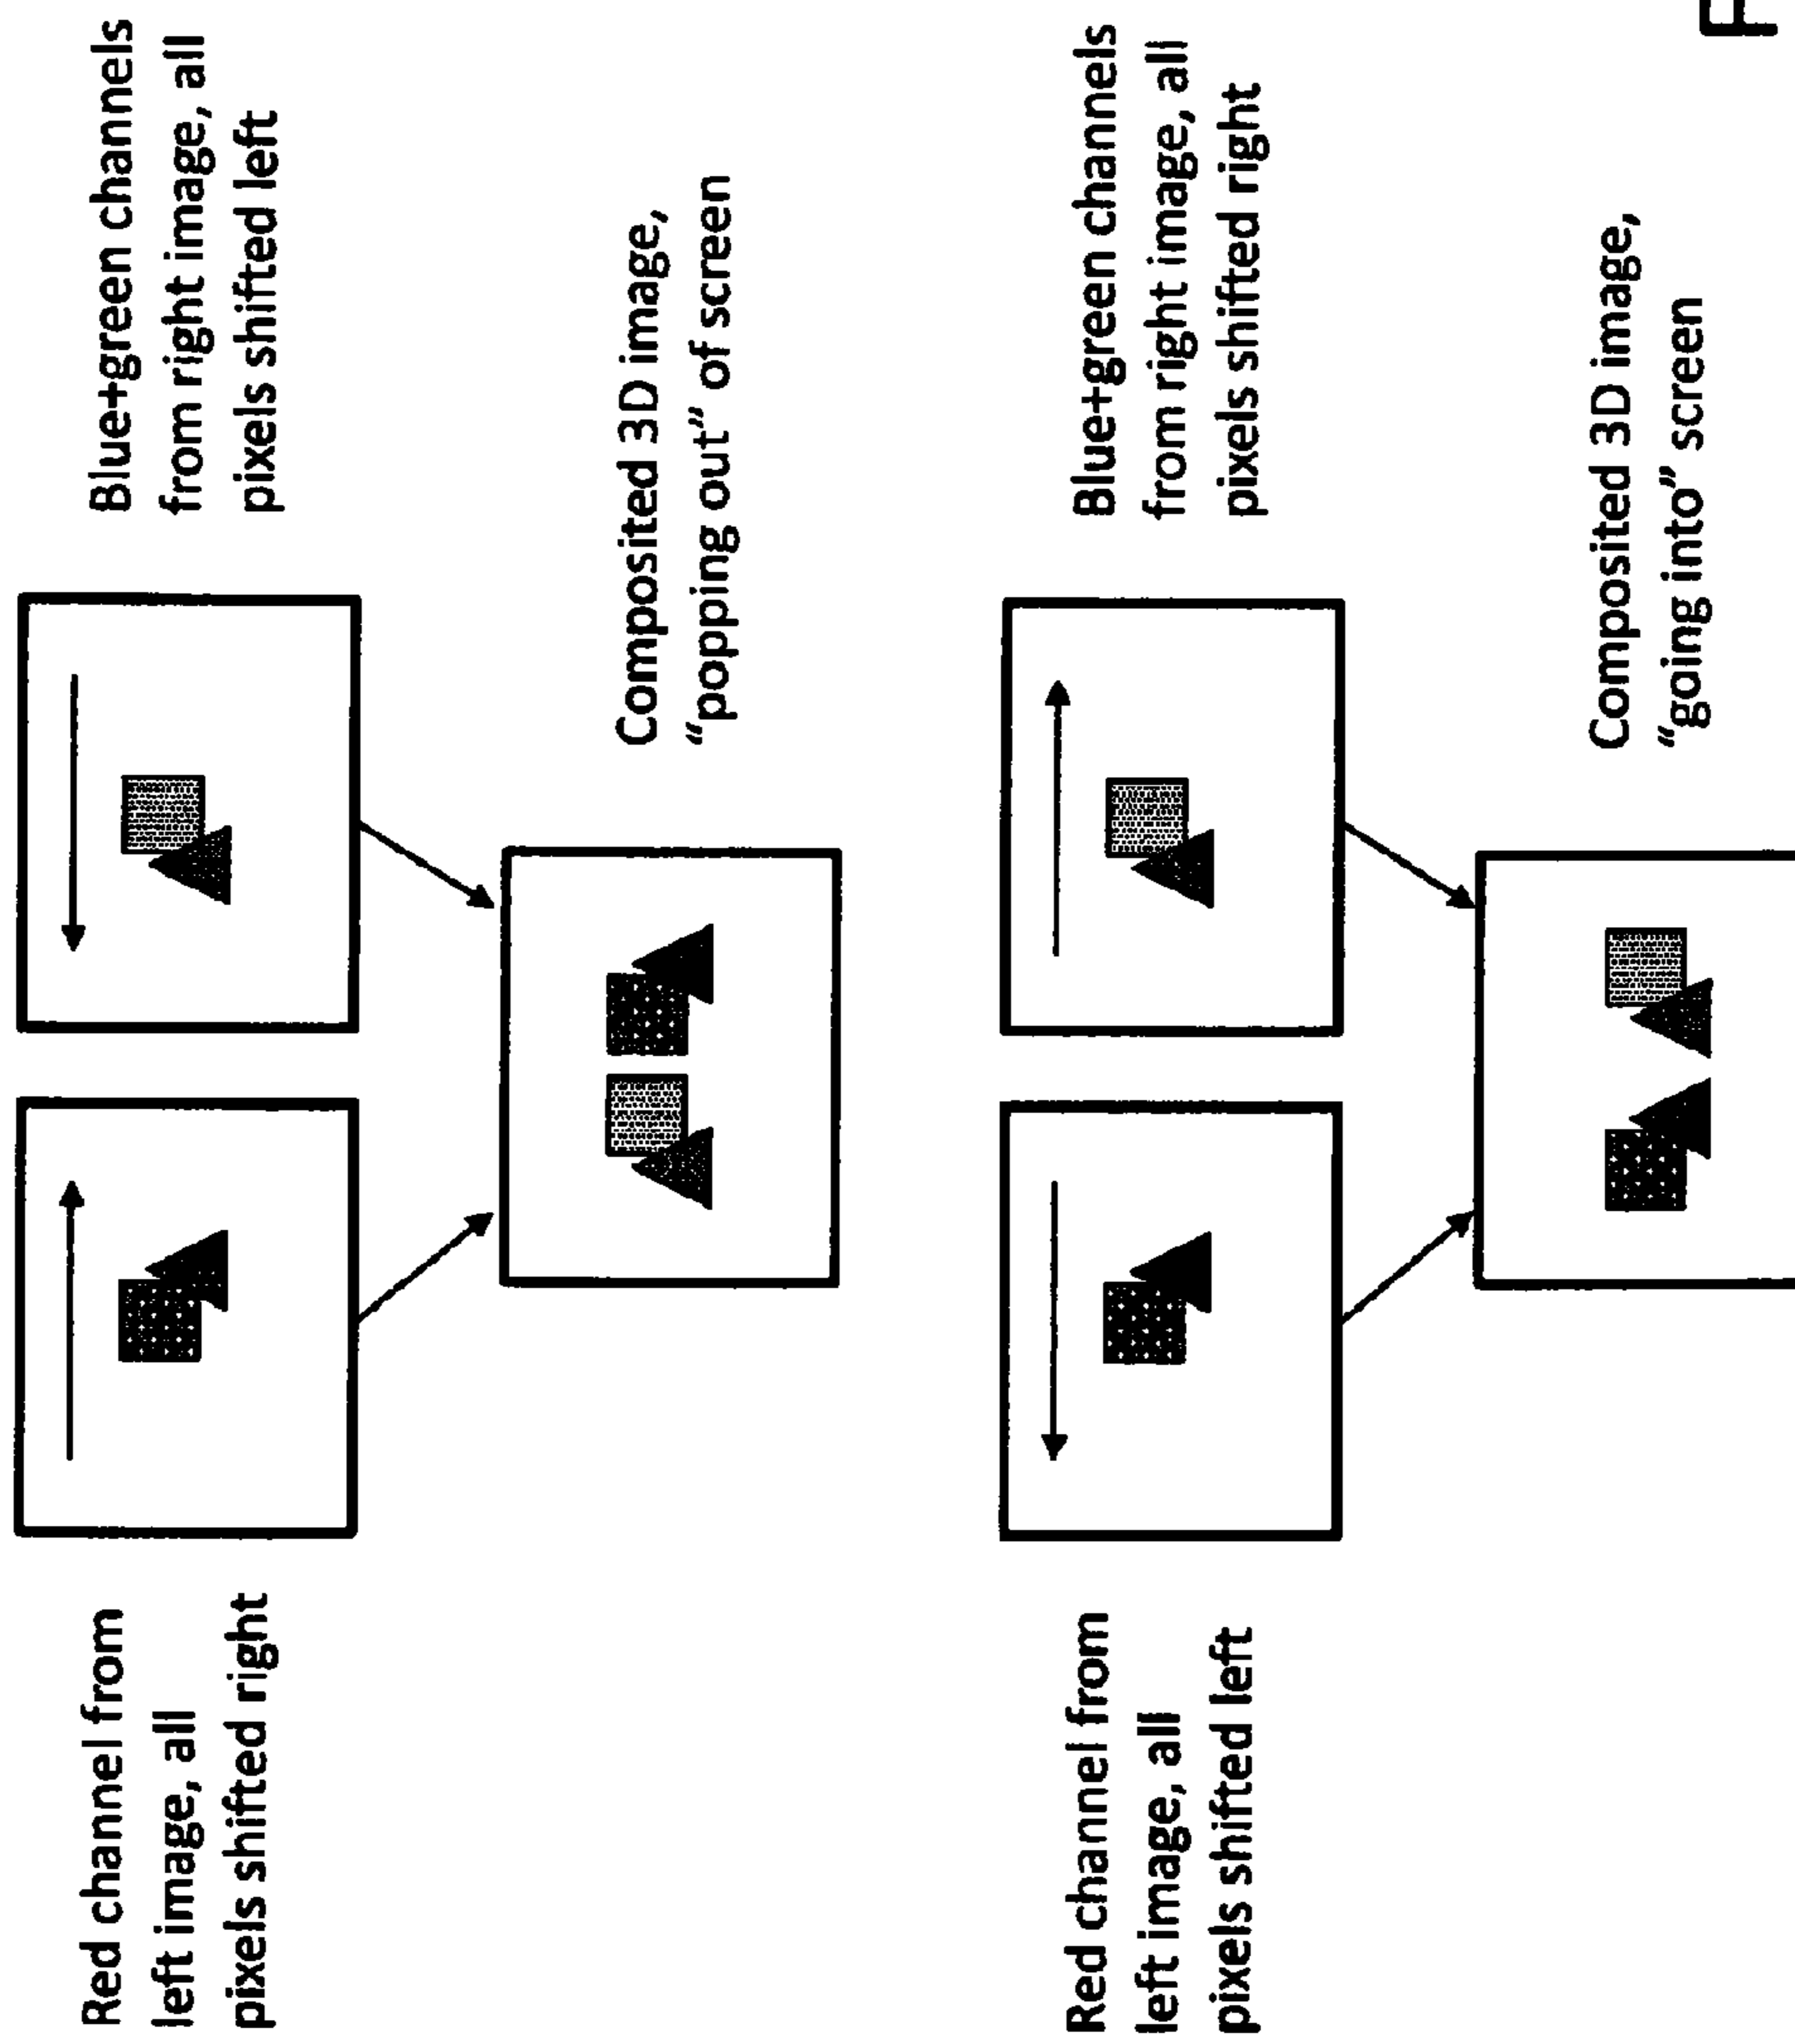 Red channel from
left image, all
pixels shifted right
Blue+green channels
from right image, all
pixels shifted left
Composited 3D image,
“popping out” of screen
Red channel from
left image, all
pixels shifted left
Blue+green channels
from right image, all
pixels shifted right
Composited 3D image,
“going into” screen
F